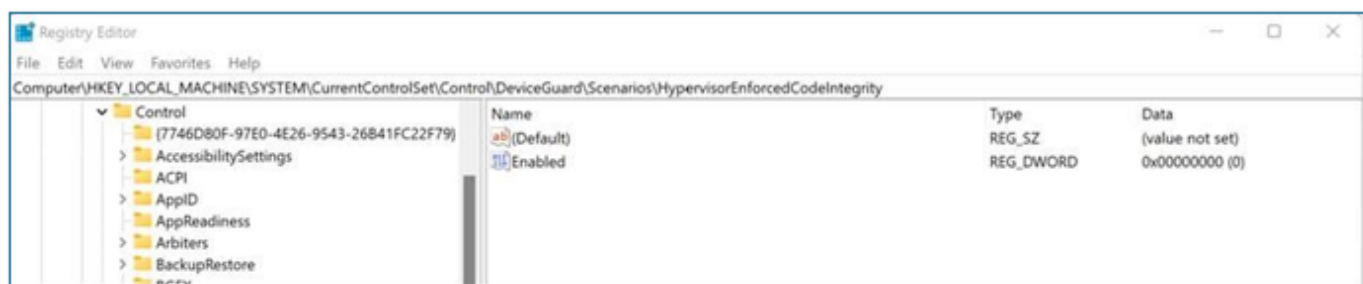 Registry Editor
File Edit View Favorites Help
Computer\HKEY_LOCAL_MACHINE\SYSTEM\CurrentControlSet\Control\DeviceGuard\Scenarios\HypervisorEnforcedCodeIntegrity
Control
{7746D80F-97E0-4E26-9543-26B41FC22F79}
AccessibilitySettings
ACPI
AppID
AppReadiness
Arbiters
BackupRestore
Name Type Data
(Default) REG_SZ (value not set)
Enabled REG_DWORD 0x00000000 (0)